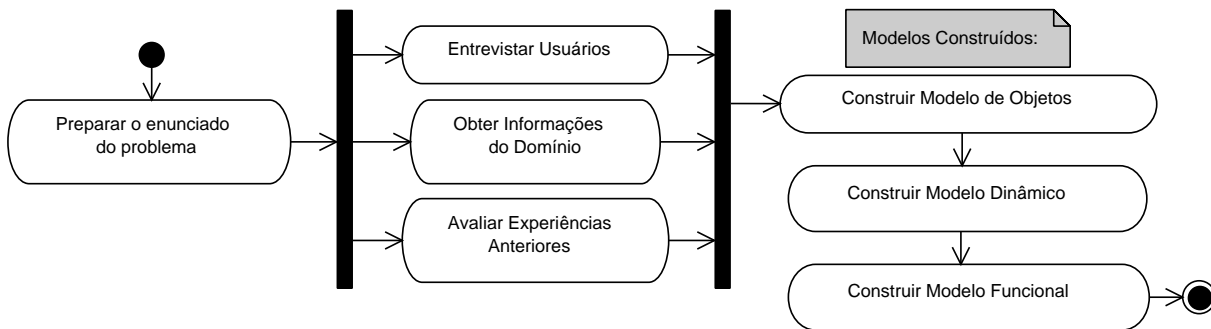 Preparar o enunciado
do problema
Entrevistar Usuários
Obter Informações
do Domínio
Avaliar Experiências
Anteriores
Modelos Construídos:
Construir Modelo de Objetos
Construir Modelo Dinâmico
Construir Modelo Funcional